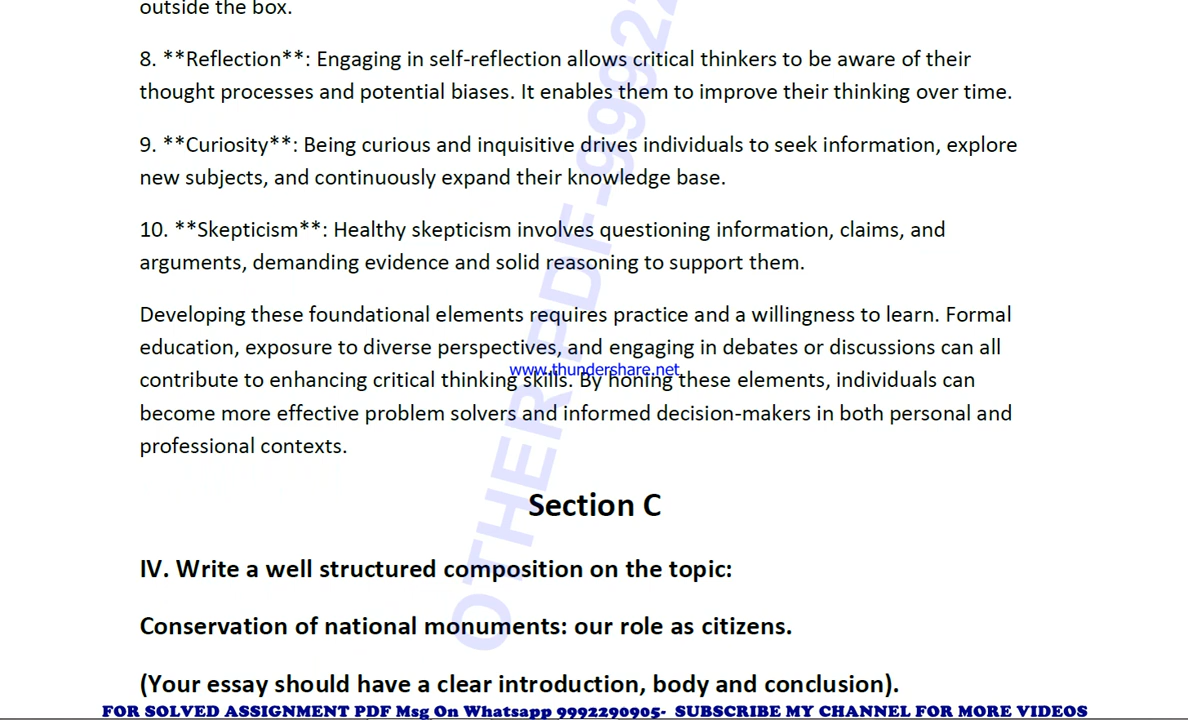 outside the box.
8. **Reflection**: Engaging in self-reflection allows critical thinkers to be aware of their
thought processes and potential biases. It enables them to improve their thinking over time.
9. **Curiosity**: Being curious and inquisitive drives individuals to seek information, explore
new subjects, and continuously expand their knowledge base.
10. **Skepticism**: Healthy skepticism involves questioning information, claims, and
arguments, demanding evidence and solid reasoning to support them.
Developing these foundational elements requires practice and a willingness to learn. Formal
education, exposure to diverse perspectives, and engaging in debates or discussions can all
www.thundershare.net
contribute to enhancing critical thinking skills. By honing these elements, individuals can
become more effective problem solvers and informed decision-makers in both personal and
professional contexts.
OTHER PDF-9992
Section C
IV. Write a well structured composition on the topic:
Conservation of national monuments: our role as citizens.
(Your essay should have a clear introduction, body and conclusion).
FOR SOLVED ASSIGNMENT PDF Msg On Whatsapp 9992290905- SUBSCRIBE MY CHANNEL FOR MORE VIDEOS